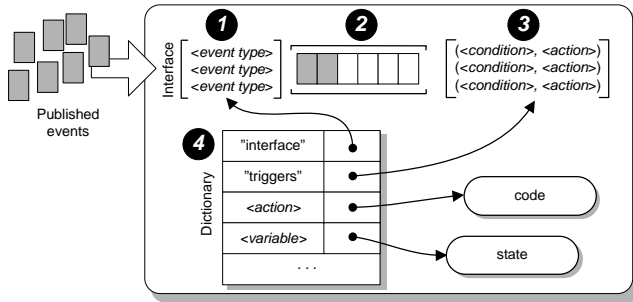 1
2
3
Interface
<event type>
<event type>
<event type>
(<condition>, <action>)
(<condition>, <action>)
(<condition>, <action>)
Published
events
4
Dictionary
"interface"
"triggers"
<action>
<variable>
. . .
code
state